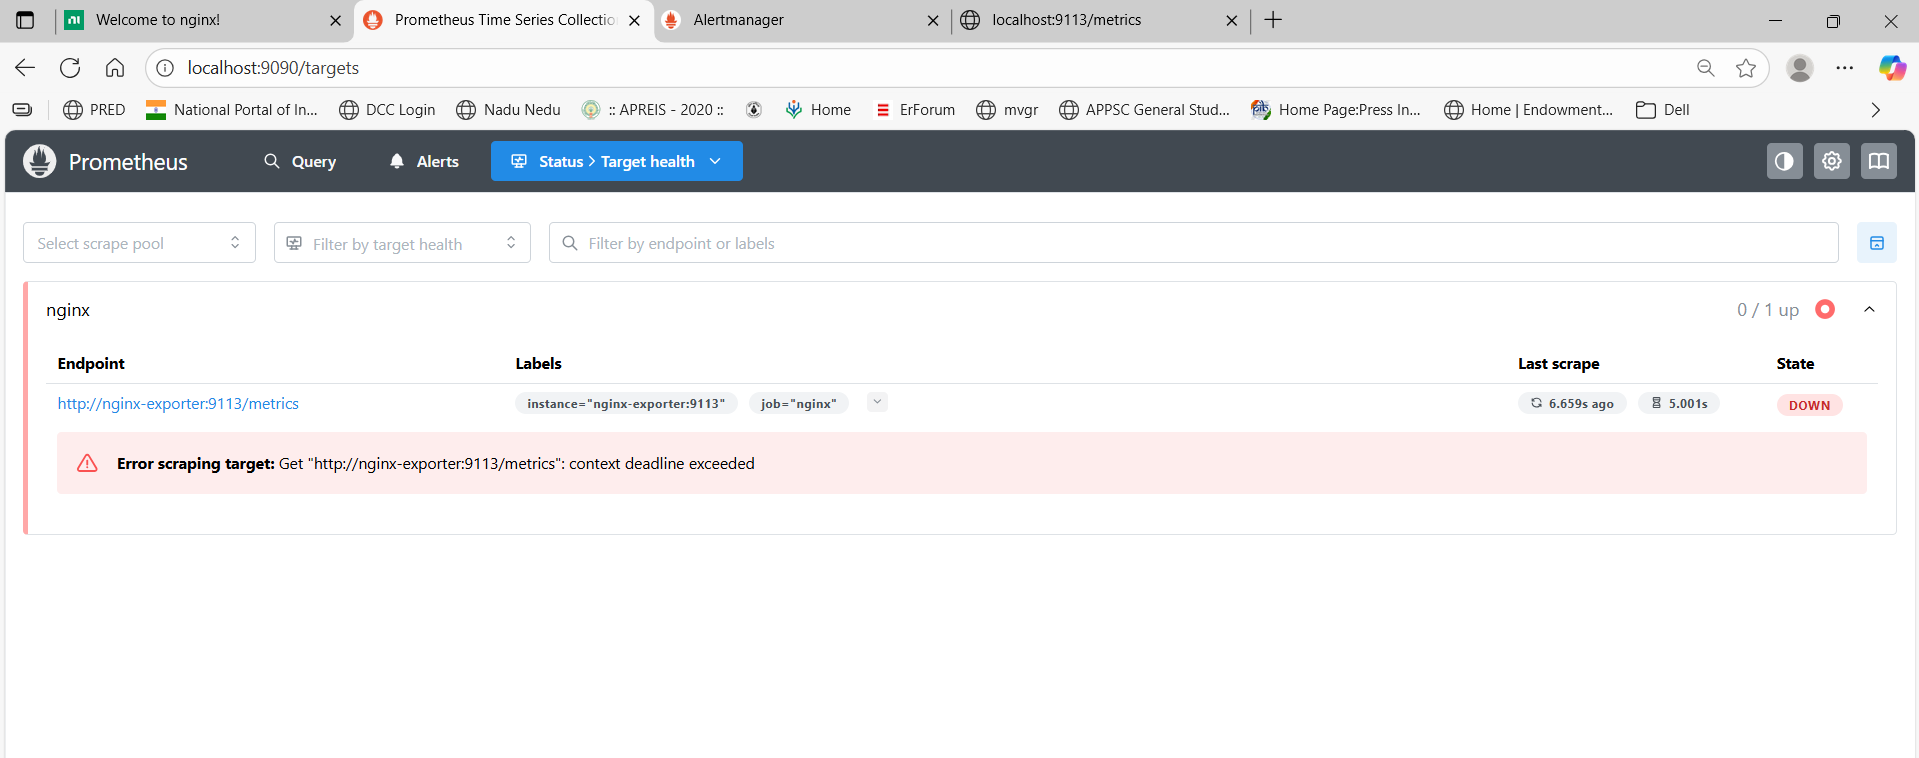 Welcome to nginx!
Prometheus Time Series Collectio
Alertmanager
localhost:9113/metrics
localhost:9090/targets
PRED
National Portal of In...
DCC Login
Nadu Nedu
:: APREIS - 2020 ::
Home
ErForum
mvgr
APPSC General Stud...
Home Page:Press In...
Home | Endowment...
Dell
Prometheus
Query
Alerts
Status > Target health
Select scrape pool
Filter by target health
Filter by endpoint or labels
nginx
0 / 1 up
Endpoint Labels Last scrape State
http://nginx-exporter:9113/metrics instance="nginx-exporter:9113" job="nginx" 6.659s ago 5.001s DOWN
Error scraping target: Get "http://nginx-exporter:9113/metrics": context deadline exceeded